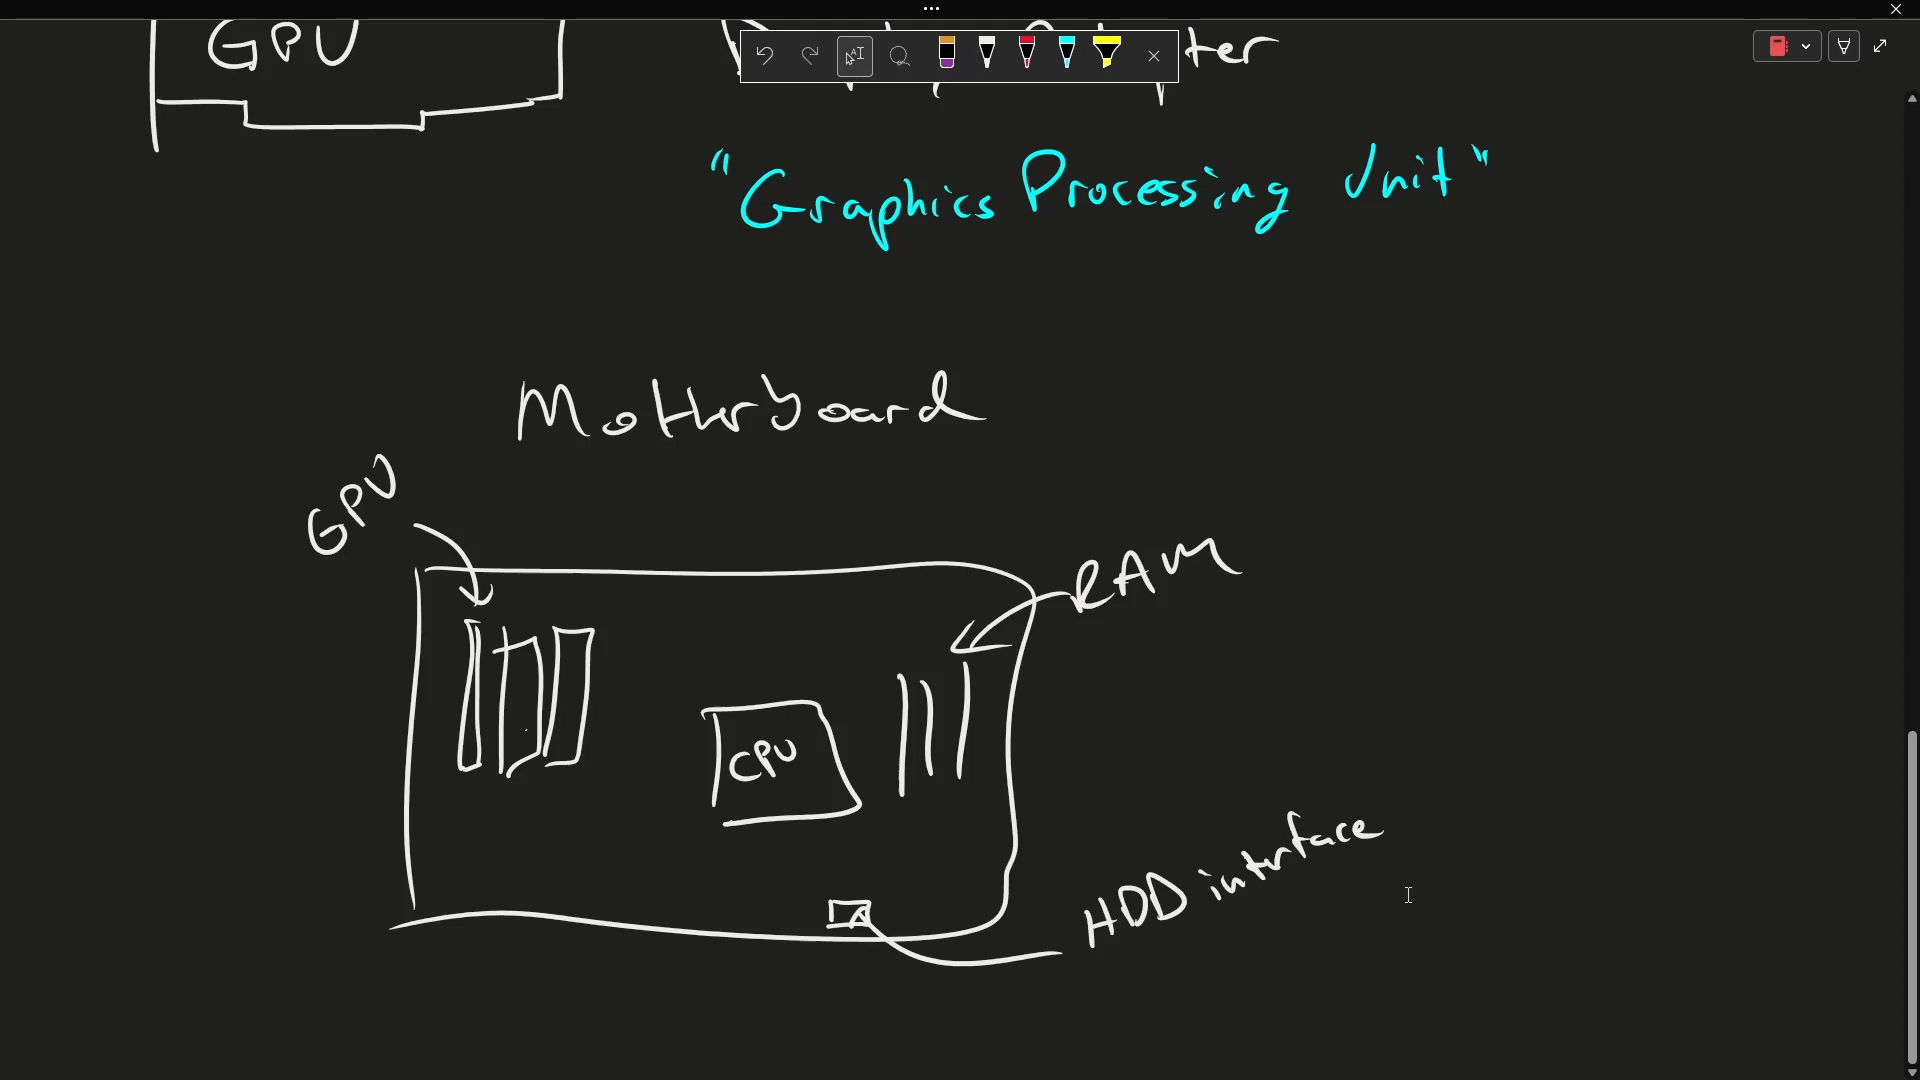 GPU
ter
"Graphics Processing Unit"
Motherboard
GPU
RAM
CPU
HDD interface